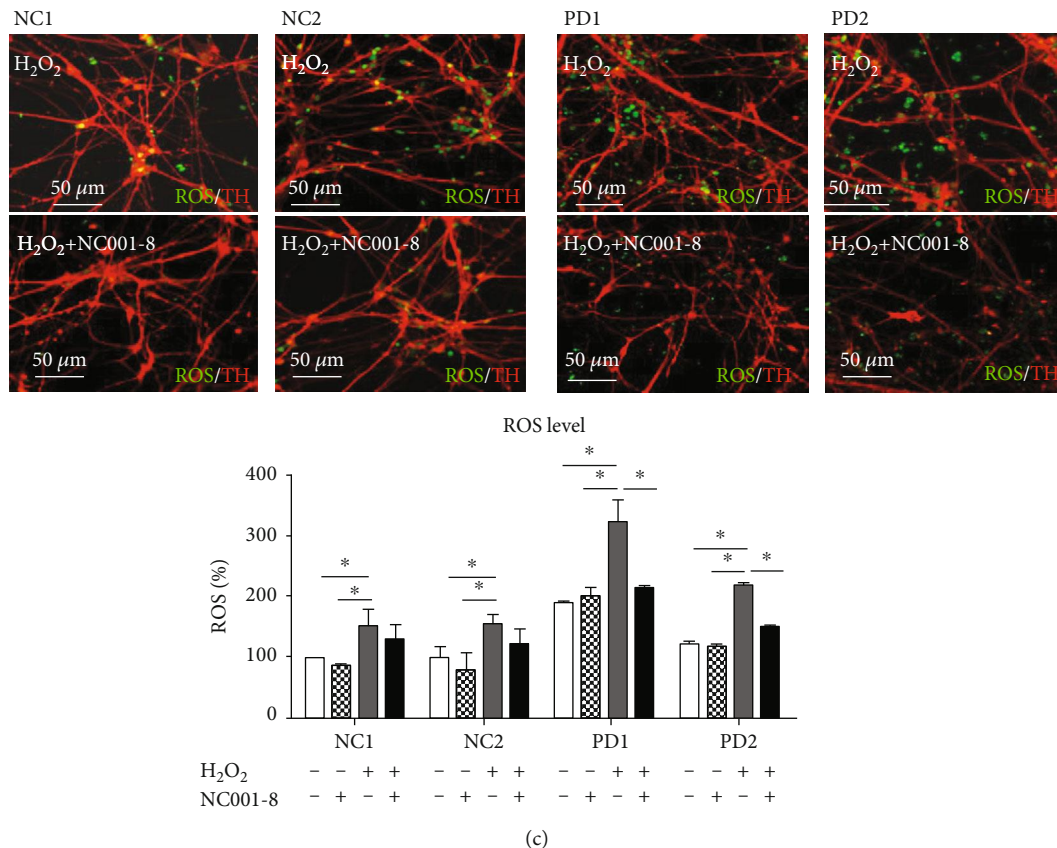 NC1 NC2 PD1 PD2
H₂O₂ H₂O₂ H₂O₂ H₂O₂
50 μm ROS/TH 50 μm ROS/TH 50 μm ROS/TH 50 μm ROS/TH
H₂O₂+NC001-8 H₂O₂+NC001-8 H₂O₂+NC001-8 H₂O₂+NC001-8
50 μm ROS/TH 50 μm ROS/TH 50 μm ROS/TH 50 μm ROS/TH
ROS level
ROS (%)
400
300
200
100
0
* * * * * * * * * *
NC1 NC2 PD1 PD2
H₂O₂ − − + + − − + + − − + + − − + +
NC001-8 − + − + − + − + − + − + − + − +
(c)